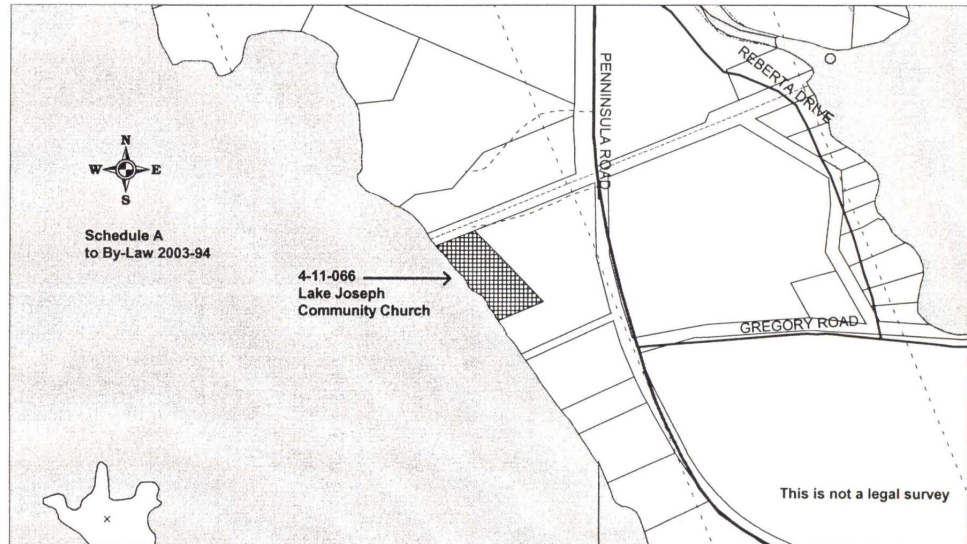 PENNINSULA ROAD
REBERTA DRIVE
N
W E
S
Schedule A
to By-Law 2003-94
4-11-066
Lake Joseph
Community Church
GREGORY ROAD
This is not a legal survey